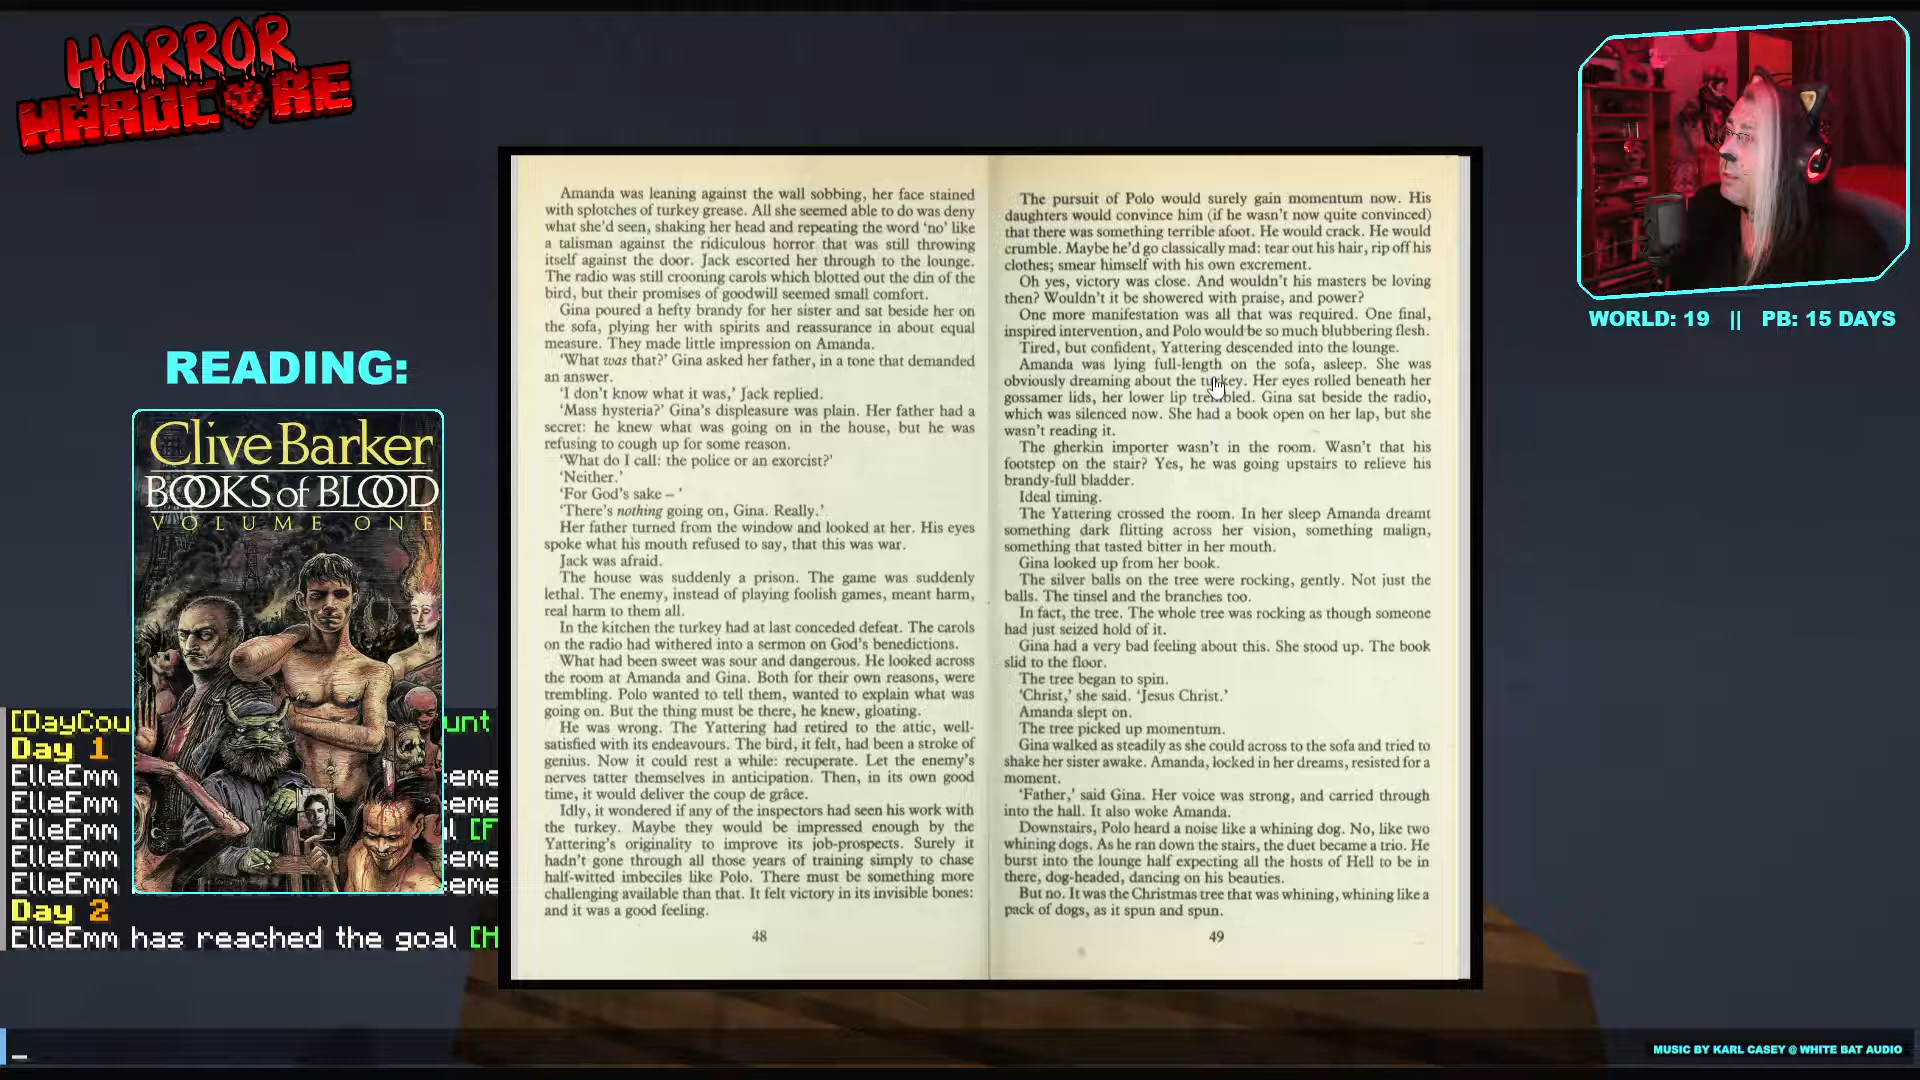 HORROR
HARDCORE
WORLD: 19 || PB: 15 DAYS
READING:
Clive Barker
BOOKS of BLOOD
VOLUME ONE
[DayCou
unt
Day 1
ElleEmm
eme
ElleEmm
eme
ElleEmm
l [F
ElleEmm
eme
ElleEmm
eme
Day 2
ElleEmm has reached the goal [H
Amanda was leaning against the wall sobbing, her face stained
with splotches of turkey grease. All she seemed able to do was deny
what she'd seen, shaking her head and repeating the word 'no' like
a talisman against the ridiculous horror that was still throwing
itself against the door. Jack escorted her through to the lounge.
The radio was still crooning carols which blotted out the din of the
bird, but their promises of goodwill seemed small comfort.
Gina poured a hefty brandy for her sister and sat beside her on
the sofa, plying her with spirits and reassurance in about equal
measure. They made little impression on Amanda.
'What was that?' Gina asked her father, in a tone that demanded
an answer.
'I don't know what it was,' Jack replied.
'Mass hysteria?' Gina's displeasure was plain. Her father had a
secret: he knew what was going on in the house, but he was
refusing to cough up for some reason.
'What do I call: the police or an exorcist?'
'Neither.'
'For God's sake – '
'There's nothing going on, Gina. Really.'
Her father turned from the window and looked at her. His eyes
spoke what his mouth refused to say, that this was war.
Jack was afraid.
The house was suddenly a prison. The game was suddenly
lethal. The enemy, instead of playing foolish games, meant harm,
real harm to them all.
In the kitchen the turkey had at last conceded defeat. The carols
on the radio had withered into a sermon on God's benedictions.
What had been sweet was sour and dangerous. He looked across
the room at Amanda and Gina. Both for their own reasons, were
trembling. Polo wanted to tell them, wanted to explain what was
going on. But the thing must be there, he knew, gloating.
He was wrong. The Yattering had retired to the attic, well-
satisfied with its endeavours. The bird, it felt, had been a stroke of
genius. Now it could rest a while: recuperate. Let the enemy's
nerves tatter themselves in anticipation. Then, in its own good
time, it would deliver the coup de grâce.
Idly, it wondered if any of the inspectors had seen his work with
the turkey. Maybe they would be impressed enough by the
Yattering's originality to improve its job-prospects. Surely it
hadn't gone through all those years of training simply to chase
half-witted imbeciles like Polo. There must be something more
challenging available than that. It felt victory in its invisible bones:
and it was a good feeling.
48
The pursuit of Polo would surely gain momentum now. His
daughters would convince him (if he wasn't now quite convinced)
that there was something terrible afoot. He would crack. He would
crumble. Maybe he'd go classically mad: tear out his hair, rip off his
clothes; smear himself with his own excrement.
Oh yes, victory was close. And wouldn't his masters be loving
then? Wouldn't it be showered with praise, and power?
One more manifestation was all that was required. One final,
inspired intervention, and Polo would be so much blubbering flesh.
Tired, but confident, Yattering descended into the lounge.
Amanda was lying full-length on the sofa, asleep. She was
obviously dreaming about the turkey. Her eyes rolled beneath her
gossamer lids, her lower lip trembled. Gina sat beside the radio,
which was silenced now. She had a book open on her lap, but she
wasn't reading it.
The gherkin importer wasn't in the room. Wasn't that his
footstep on the stair? Yes, he was going upstairs to relieve his
brandy-full bladder.
Ideal timing.
The Yattering crossed the room. In her sleep Amanda dreamt
something dark flitting across her vision, something malign,
something that tasted bitter in her mouth.
Gina looked up from her book.
The silver balls on the tree were rocking, gently. Not just the
balls. The tinsel and the branches too.
In fact, the tree. The whole tree was rocking as though someone
had just seized hold of it.
Gina had a very bad feeling about this. She stood up. The book
slid to the floor.
The tree began to spin.
'Christ,' she said. 'Jesus Christ.'
Amanda slept on.
The tree picked up momentum.
Gina walked as steadily as she could across to the sofa and tried to
shake her sister awake. Amanda, locked in her dreams, resisted for a
moment.
'Father,' said Gina. Her voice was strong, and carried through
into the hall. It also woke Amanda.
Downstairs, Polo heard a noise like a whining dog. No, like two
whining dogs. As he ran down the stairs, the duet became a trio. He
burst into the lounge half expecting all the hosts of Hell to be in
there, dog-headed, dancing on his beauties.
But no. It was the Christmas tree that was whining, whining like a
pack of dogs, as it spun and spun.
49
MUSIC BY KARL CASEY @ WHITE BAT AUDIO